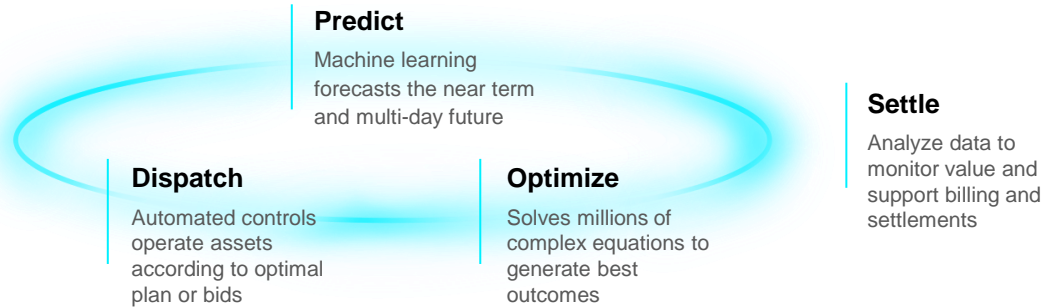 Predict
Machine learning
forecasts the near term
and multi-day future
Settle
Analyze data to
monitor value and
support billing and
settlements
Dispatch
Automated controls
operate assets
according to optimal
plan or bids
Optimize
Solves millions of
complex equations to
generate best
outcomes